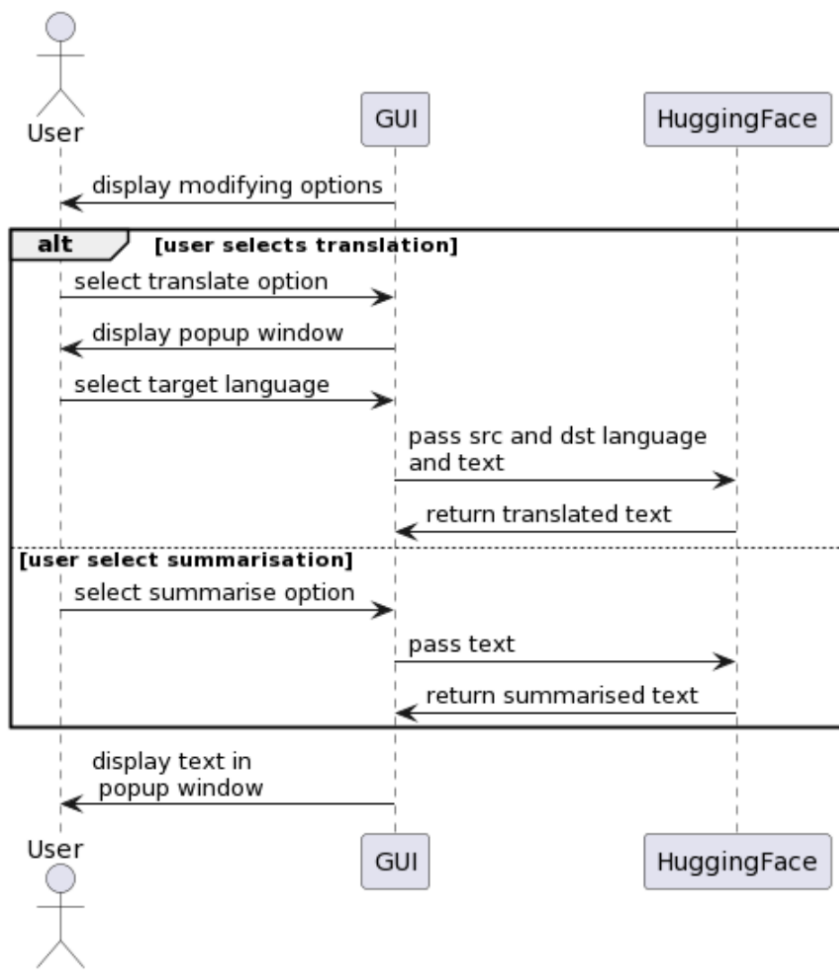 User
GUI
HuggingFace
display modifying options
alt
[user selects translation]
select translate option
display popup window
select target language
pass src and dst language
and text
return translated text
[user select summarisation]
select summarise option
pass text
return summarised text
display text in
popup window
User
GUI
HuggingFace